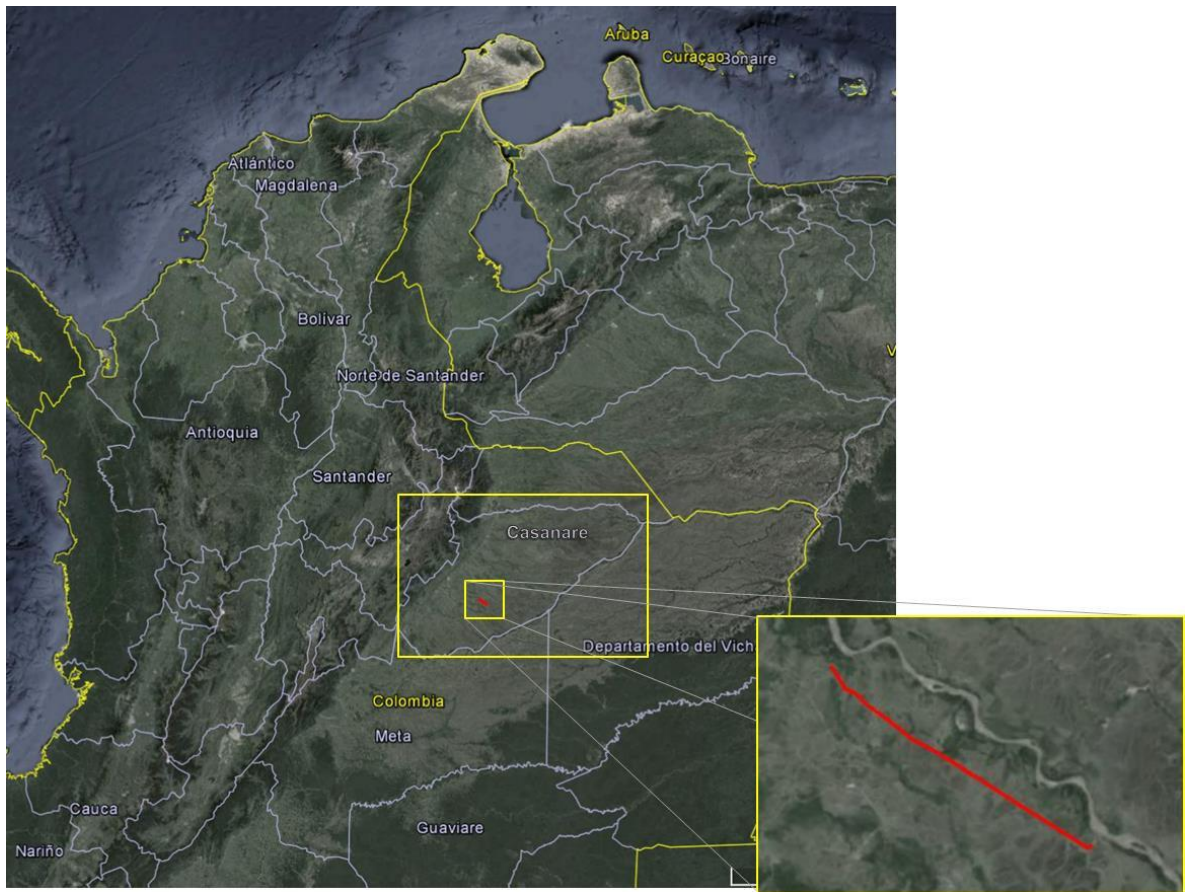 Aruba
Curaçao
Bonaire
Atlántico
Magdalena
Bolívar
Norte de Santander
Antioquia
Santander
Casanare
Departamento del Vich
Colombia
Meta
Cauca
Guaviare
Nariño
V